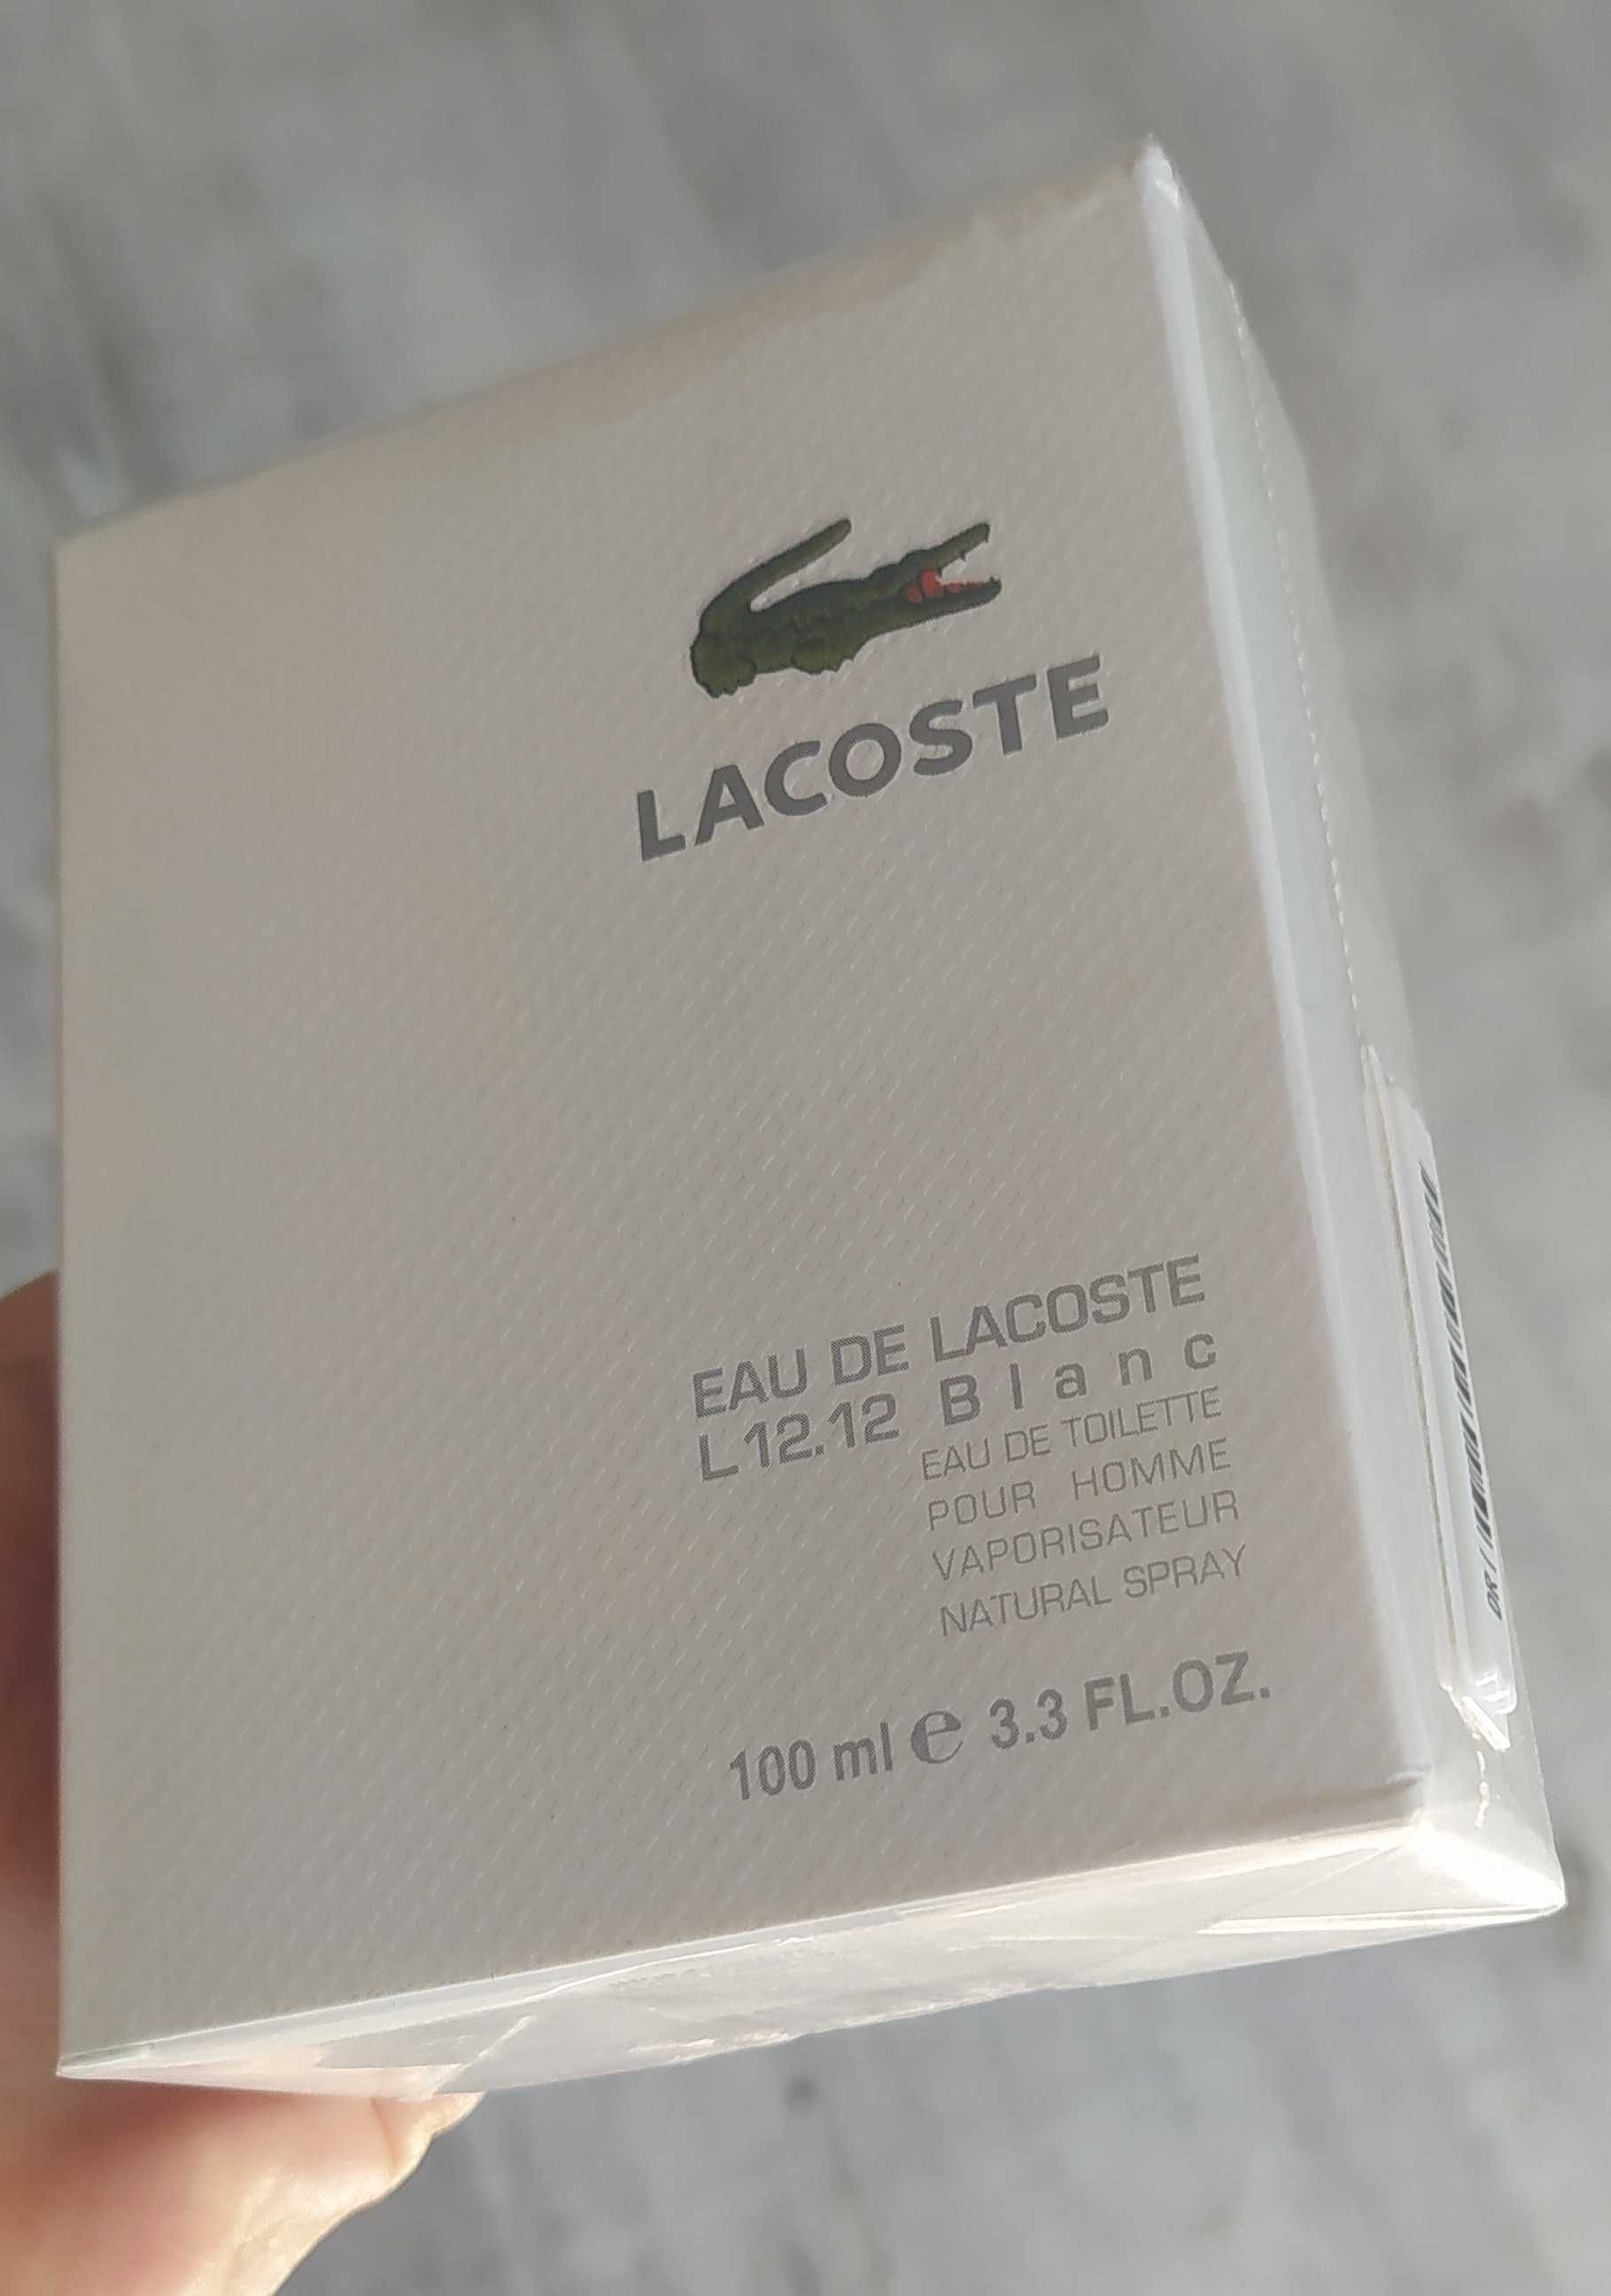 LACOSTE
EAU DE LACOSTE
L.12.12 Blanc
EAU DE TOILETTE
POUR HOMME
VAPORISATEUR
NATURAL SPRAY
100 ml e 3.3 FL.OZ.